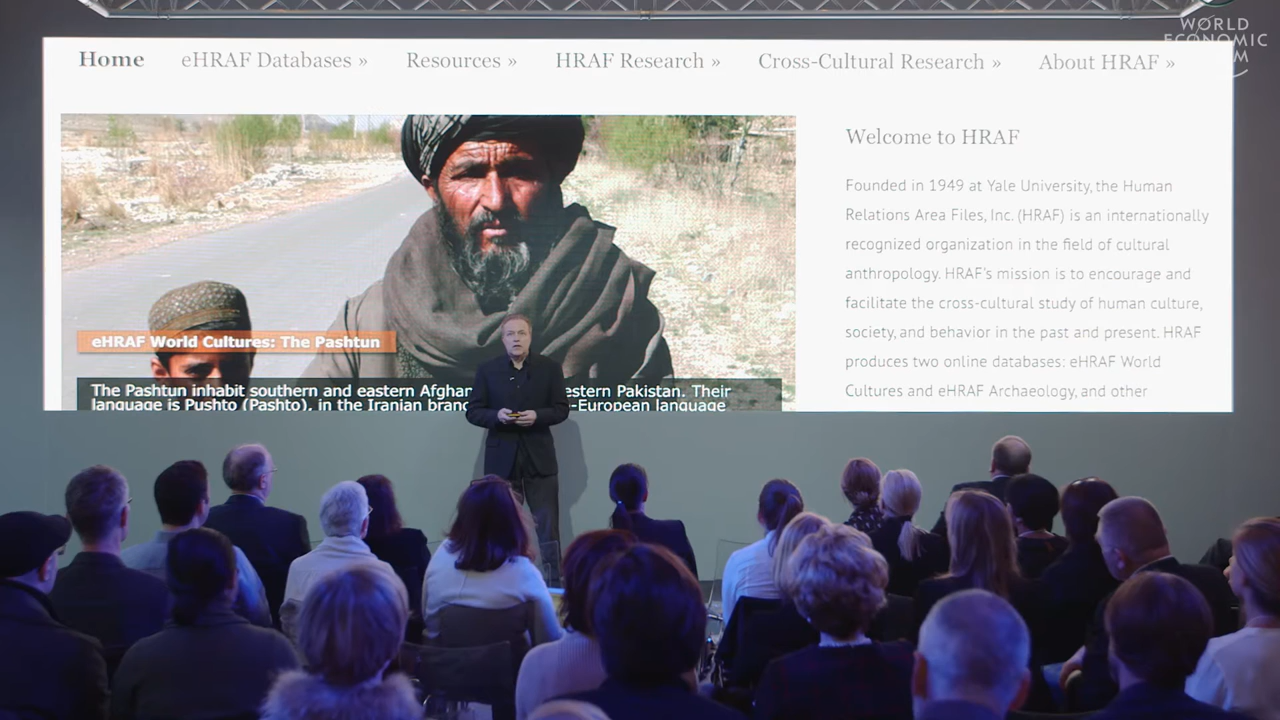 WORLD
ECONOMIC
Home eHRAF Databases » Resources » HRAF Research » Cross-Cultural Research » About HRAF »
Welcome to HRAF
Founded in 1949 at Yale University, the Human
Relations Area Files, Inc. (HRAF) is an internationally
recognized organization in the field of cultural
anthropology. HRAF's mission is to encourage and
facilitate the cross-cultural study of human culture,
society, and behavior in the past and present. HRAF
produces two online databases: eHRAF World
Cultures and eHRAF Archaeology, and other
eHRAF World Cultures: The Pashtun
The Pashtun inhabit southern and eastern Pakistan. Their
language is Pushto (Pashto), in the Iranian language